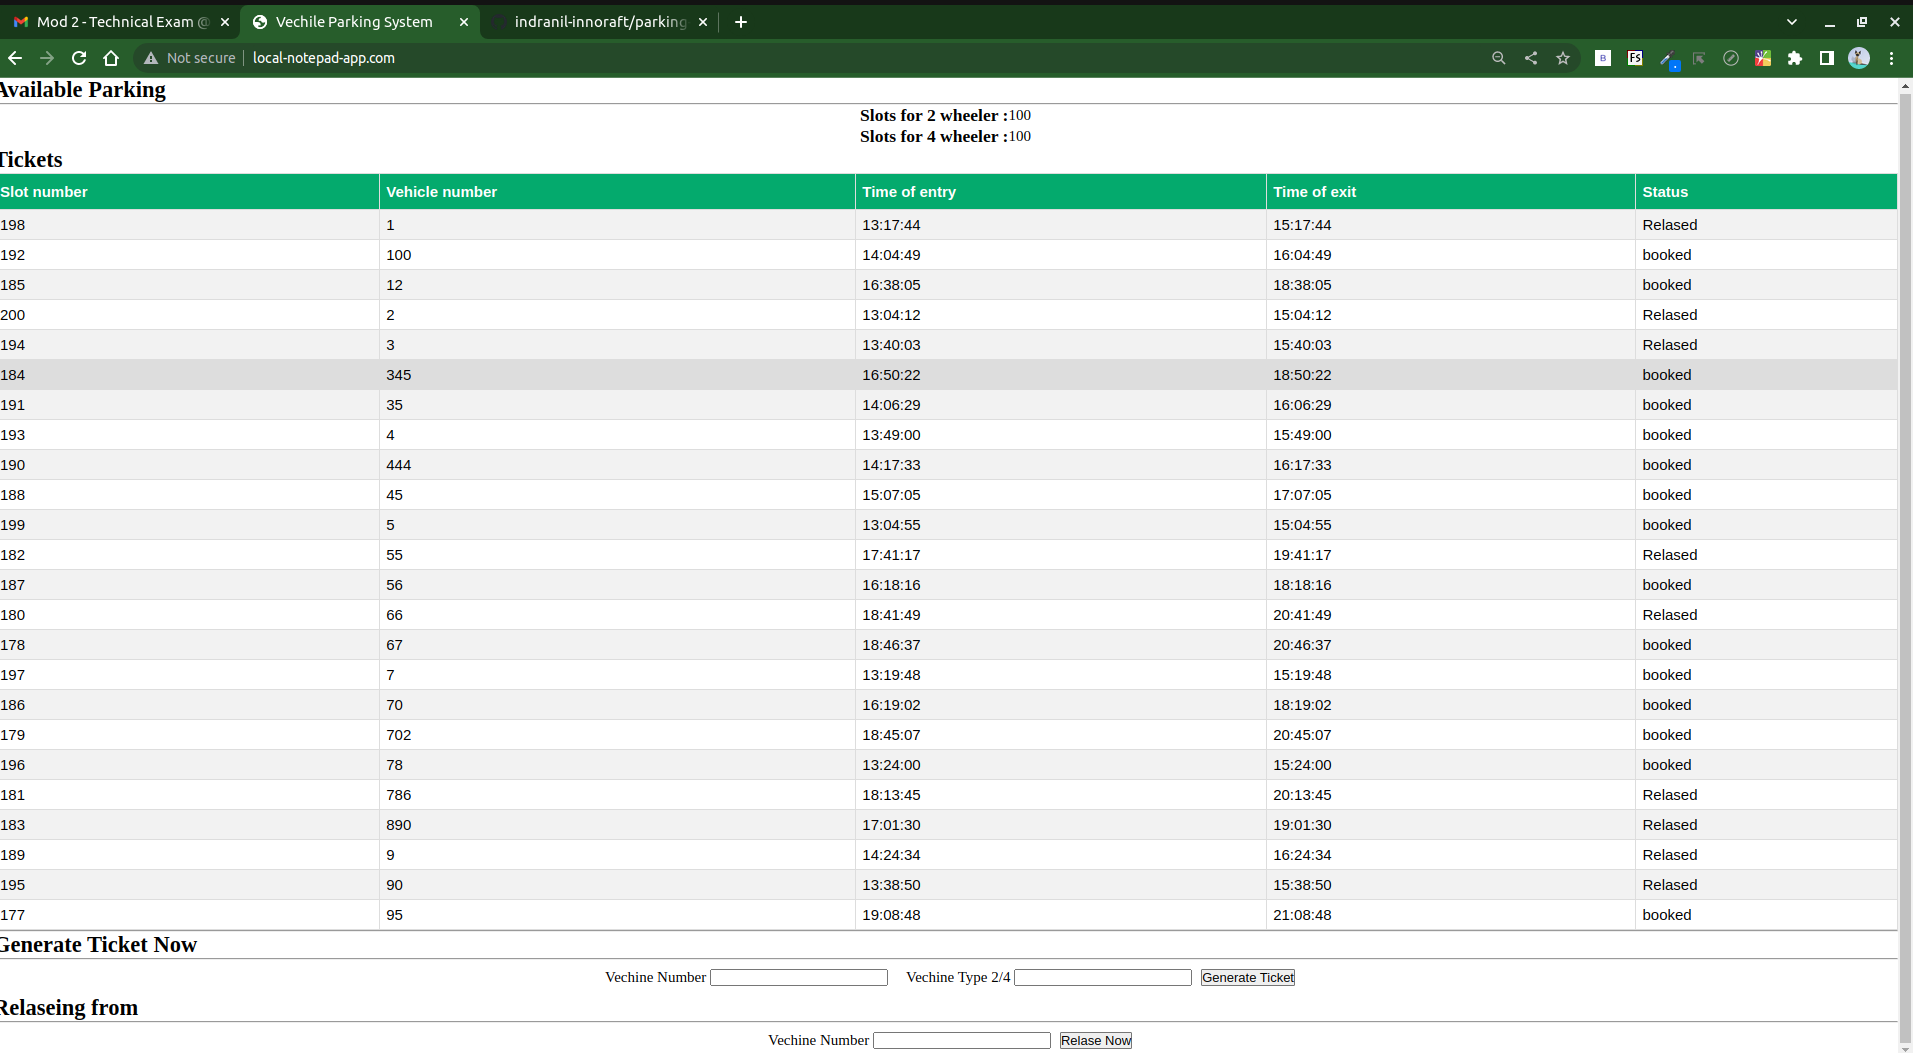 Mod 2 - Technical Exam @
Vechile Parking System
indranil-innoraft/parking
Not secure
local-notepad-app.com
Available Parking
Slots for 2 wheeler :100
Slots for 4 wheeler :100
Tickets
Slot number Vehicle number Time of entry Time of exit Status
198 1 13:17:44 15:17:44 Relased
192 100 14:04:49 16:04:49 booked
185 12 16:38:05 18:38:05 booked
200 2 13:04:12 15:04:12 Relased
194 3 13:40:03 15:40:03 Relased
184 345 16:50:22 18:50:22 booked
191 35 14:06:29 16:06:29 booked
193 4 13:49:00 15:49:00 booked
190 444 14:17:33 16:17:33 booked
188 45 15:07:05 17:07:05 booked
199 5 13:04:55 15:04:55 booked
182 55 17:41:17 19:41:17 Relased
187 56 16:18:16 18:18:16 booked
180 66 18:41:49 20:41:49 Relased
178 67 18:46:37 20:46:37 booked
197 7 13:19:48 15:19:48 booked
186 70 16:19:02 18:19:02 booked
179 702 18:45:07 20:45:07 booked
196 78 13:24:00 15:24:00 booked
181 786 18:13:45 20:13:45 Relased
183 890 17:01:30 19:01:30 Relased
189 9 14:24:34 16:24:34 Relased
195 90 13:38:50 15:38:50 Relased
177 95 19:08:48 21:08:48 booked
Generate Ticket Now
Vechine Number Vechine Type 2/4 Generate Ticket
Relaseing from
Vechine Number Relase Now